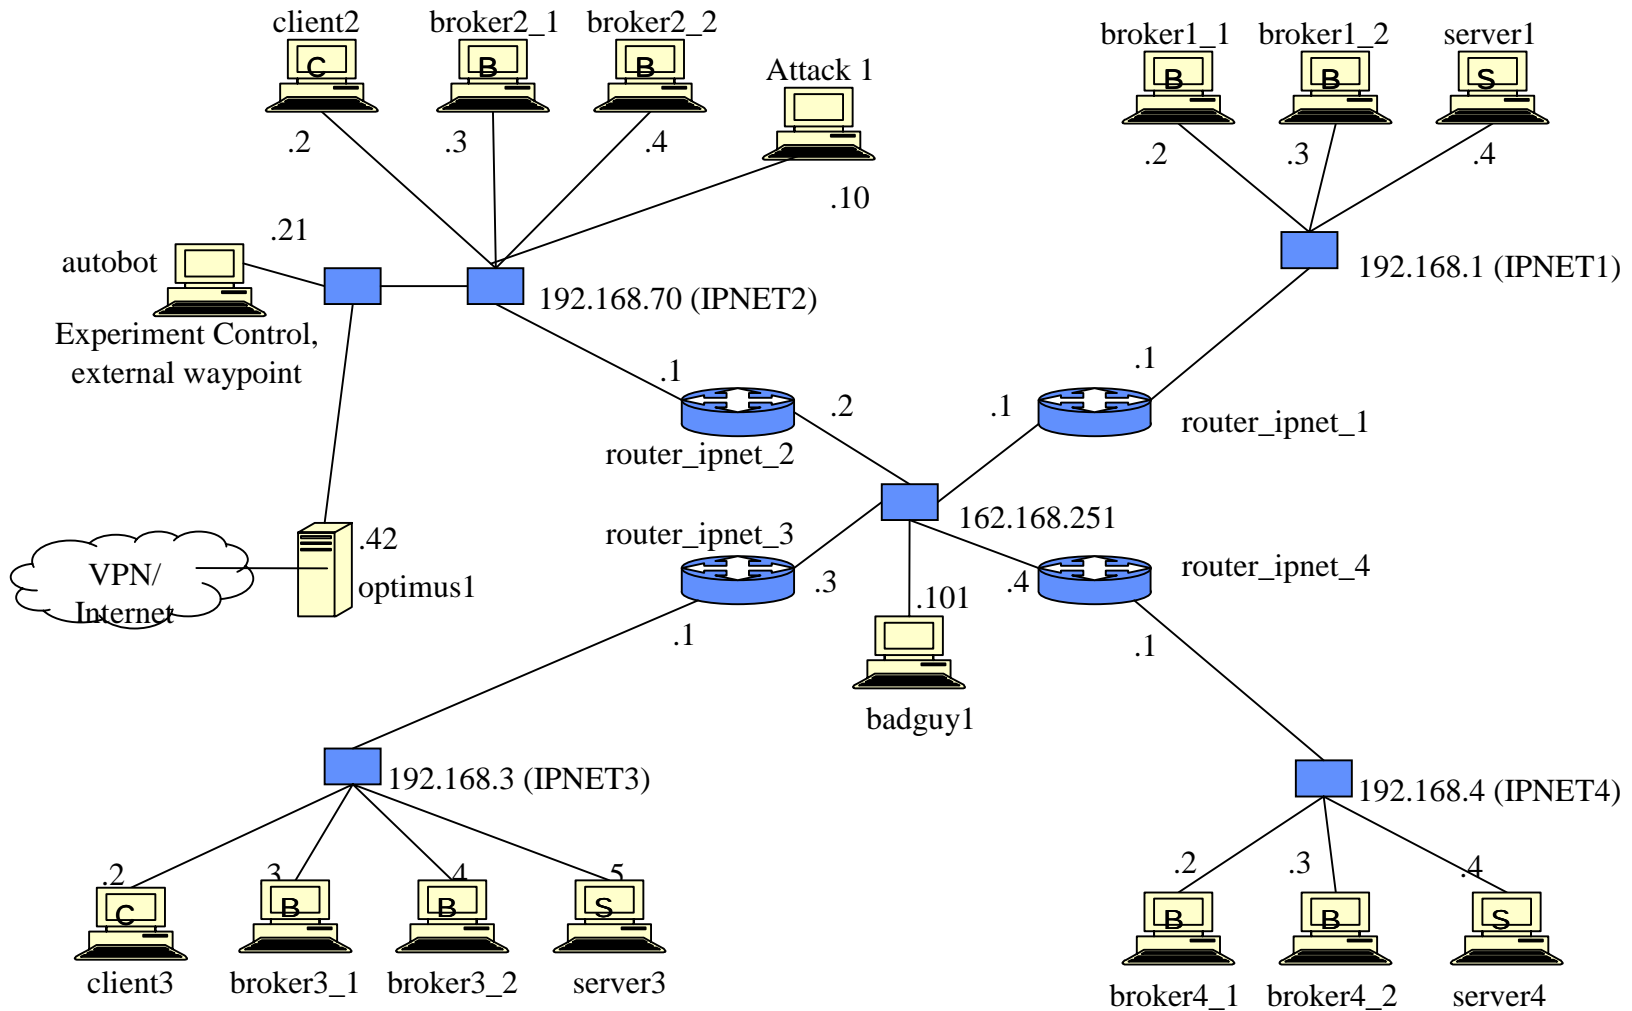 client2
broker2_1
broker2_2
Attack 1
C
B
B
.2
.3
.4
.10
broker1_1
broker1_2
server1
B
B
S
.2
.3
.4
.21
autobot
Experiment Control,
external waypoint
192.168.70 (IPNET2)
192.168.1 (IPNET1)
.1
.2
router_ipnet_2
.1
.1
router_ipnet_1
162.168.251
.42
optimus1
VPN/
Internet
router_ipnet_3
.3
.1
.101
badguy1
.4
router_ipnet_4
.1
192.168.3 (IPNET3)
192.168.4 (IPNET4)
.2
.3
.4
.5
C
B
B
S
client3
broker3_1
broker3_2
server3
.2
.3
.4
B
B
S
broker4_1
broker4_2
server4